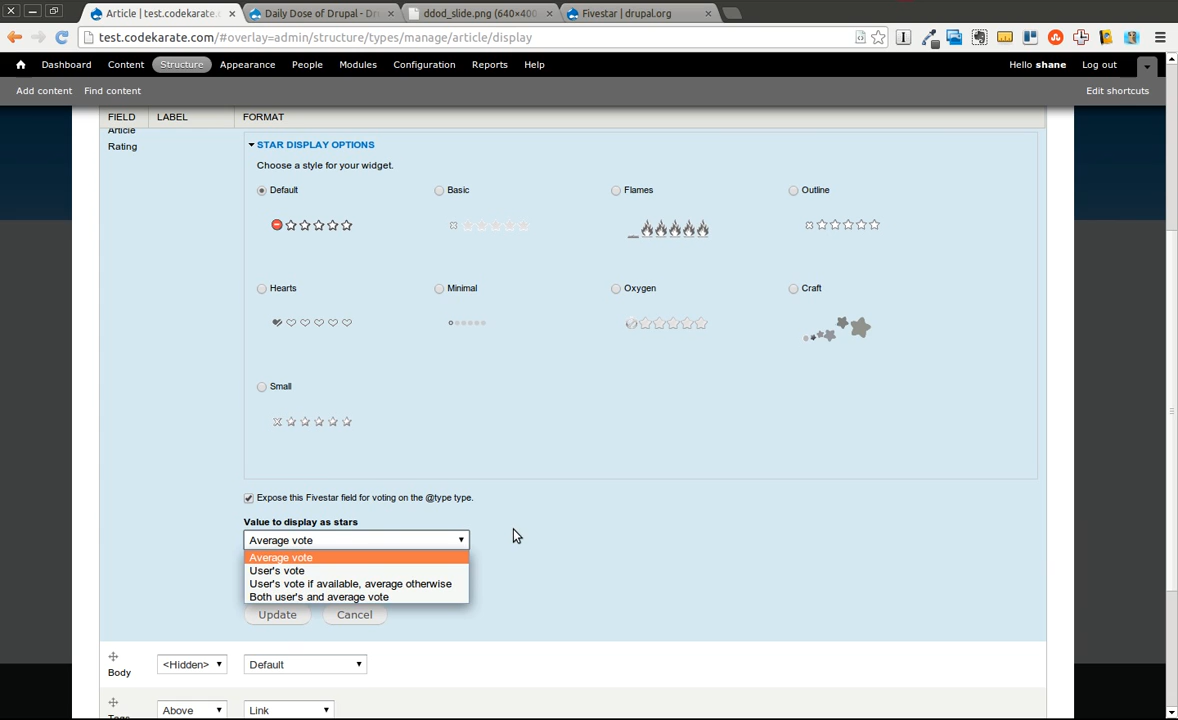 Article | test.codekarate.c
Daily Dose of Drupal - Dr
ddod_slide.png (640×400
Fivestar | drupal.org
test.codekarate.com/#overlay=admin/structure/types/manage/article/display
Dashboard Content Structure Appearance People Modules Configuration Reports Help Hello shane Log out
Add content Find content Edit shortcuts
FIELD LABEL FORMAT
Article
Rating
STAR DISPLAY OPTIONS
Choose a style for your widget.
Default Basic Flames Outline
Hearts Minimal Oxygen Craft
Small
Expose this Fivestar field for voting on the @type type.
Value to display as stars
Average vote
Average vote
User's vote
User's vote if available, average otherwise
Both user's and average vote
Update Cancel
Body <Hidden> Default
Tags Above Link